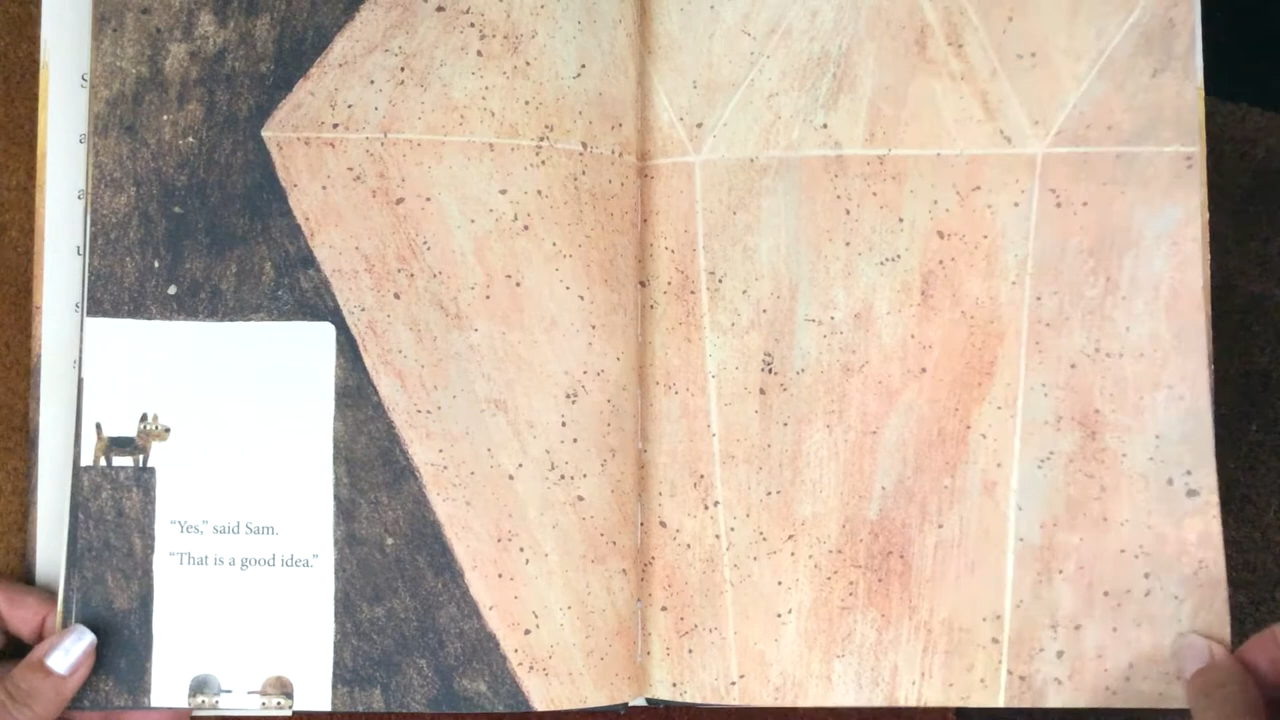 “Yes,” said Sam.
“That is a good idea.”